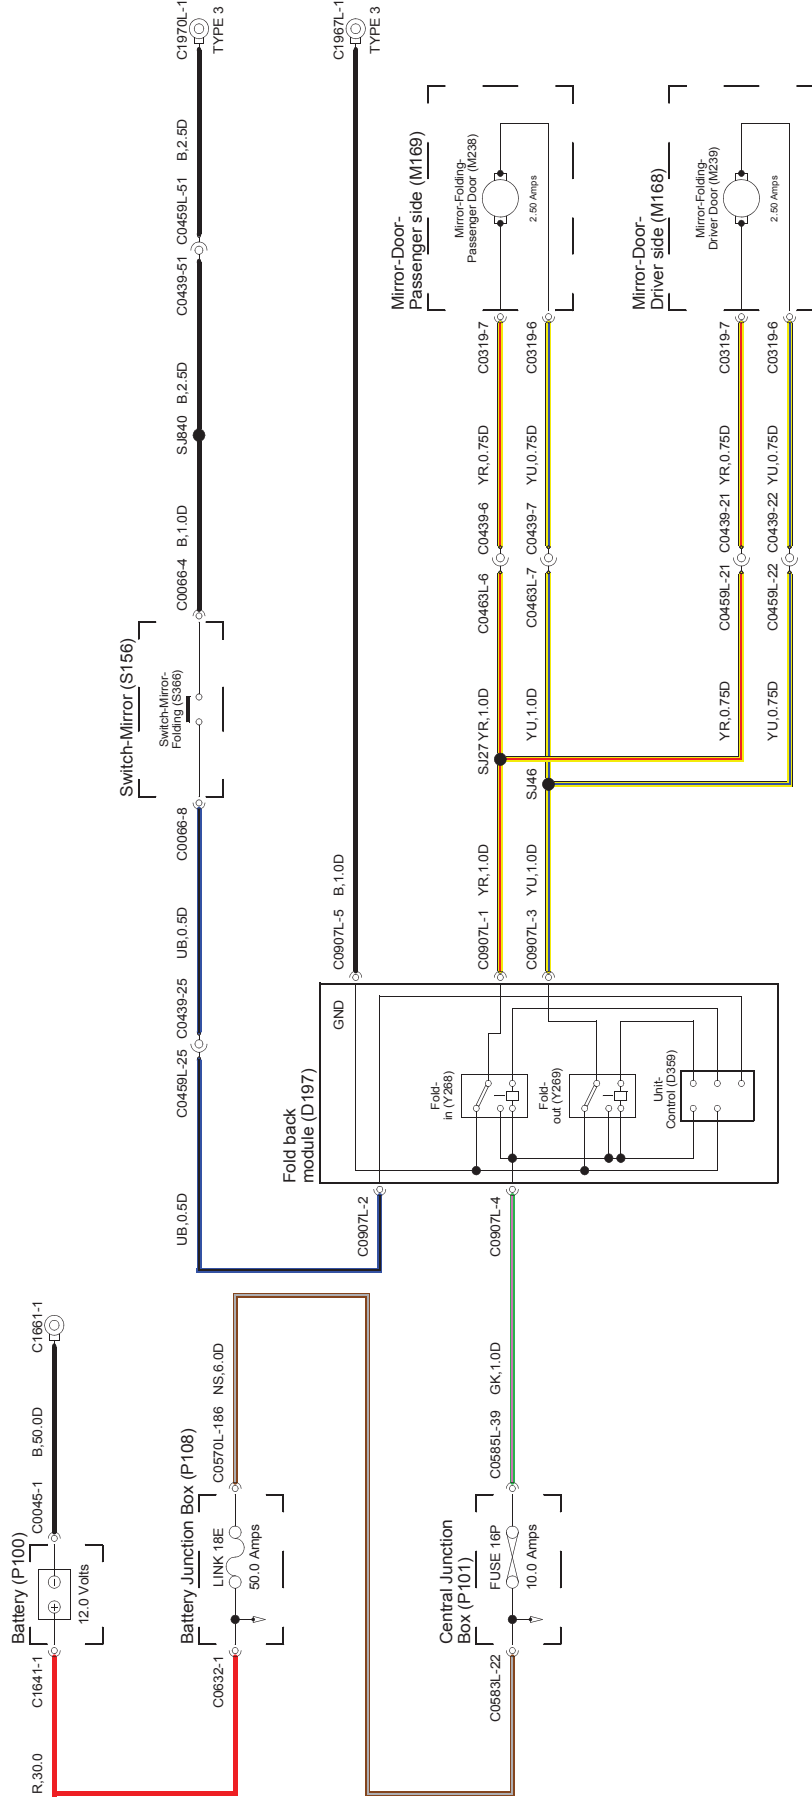 Battery (P100)
12.0 Volts
C1641-1
R,30.0
C0045-1
B,50.0D
C1661-1
Battery Junction Box (P108)
LINK 18E
50.0 Amps
C0632-1
C0570L-186
NS,6.0D
Central Junction
Box (P101)
FUSE 16P
10.0 Amps
C0583L-22
C0585L-39
GK,1.0D
C0907L-4
UB,0.5D
C0907L-2
C0459L-25
C0439-25
UB,0.5D
C0066-8
Switch-Mirror (S156)
Switch-Mirror-
Folding (S366)
C0066-4
B,1.0D
SJ840
B,2.5D
C0439-51
C0459L-51
B,2.5D
C1970L-1
TYPE 3
Fold back
module (D197)
GND
Fold-
in (Y268)
Fold-
out (Y269)
Unit-
Control (D359)
C0907L-5
B,1.0D
C1967L-1
TYPE 3
C0907L-1
YR,1.0D
SJ27
YR,1.0D
C0463L-6
C0439-6
YR,0.75D
C0319-7
C0907L-3
YU,1.0D
SJ46
YU,1.0D
C0463L-7
C0439-7
YU,0.75D
C0319-6
Mirror-Door-
Passenger side (M169)
Mirror-Folding-
Passenger Door (M238)
2.50 Amps
YR,0.75D
C0459L-21
C0439-21
YR,0.75D
C0319-7
YU,0.75D
C0459L-22
C0439-22
YU,0.75D
C0319-6
Mirror-Door-
Driver side (M168)
Mirror-Folding-
Driver Door (M239)
2.50 Amps